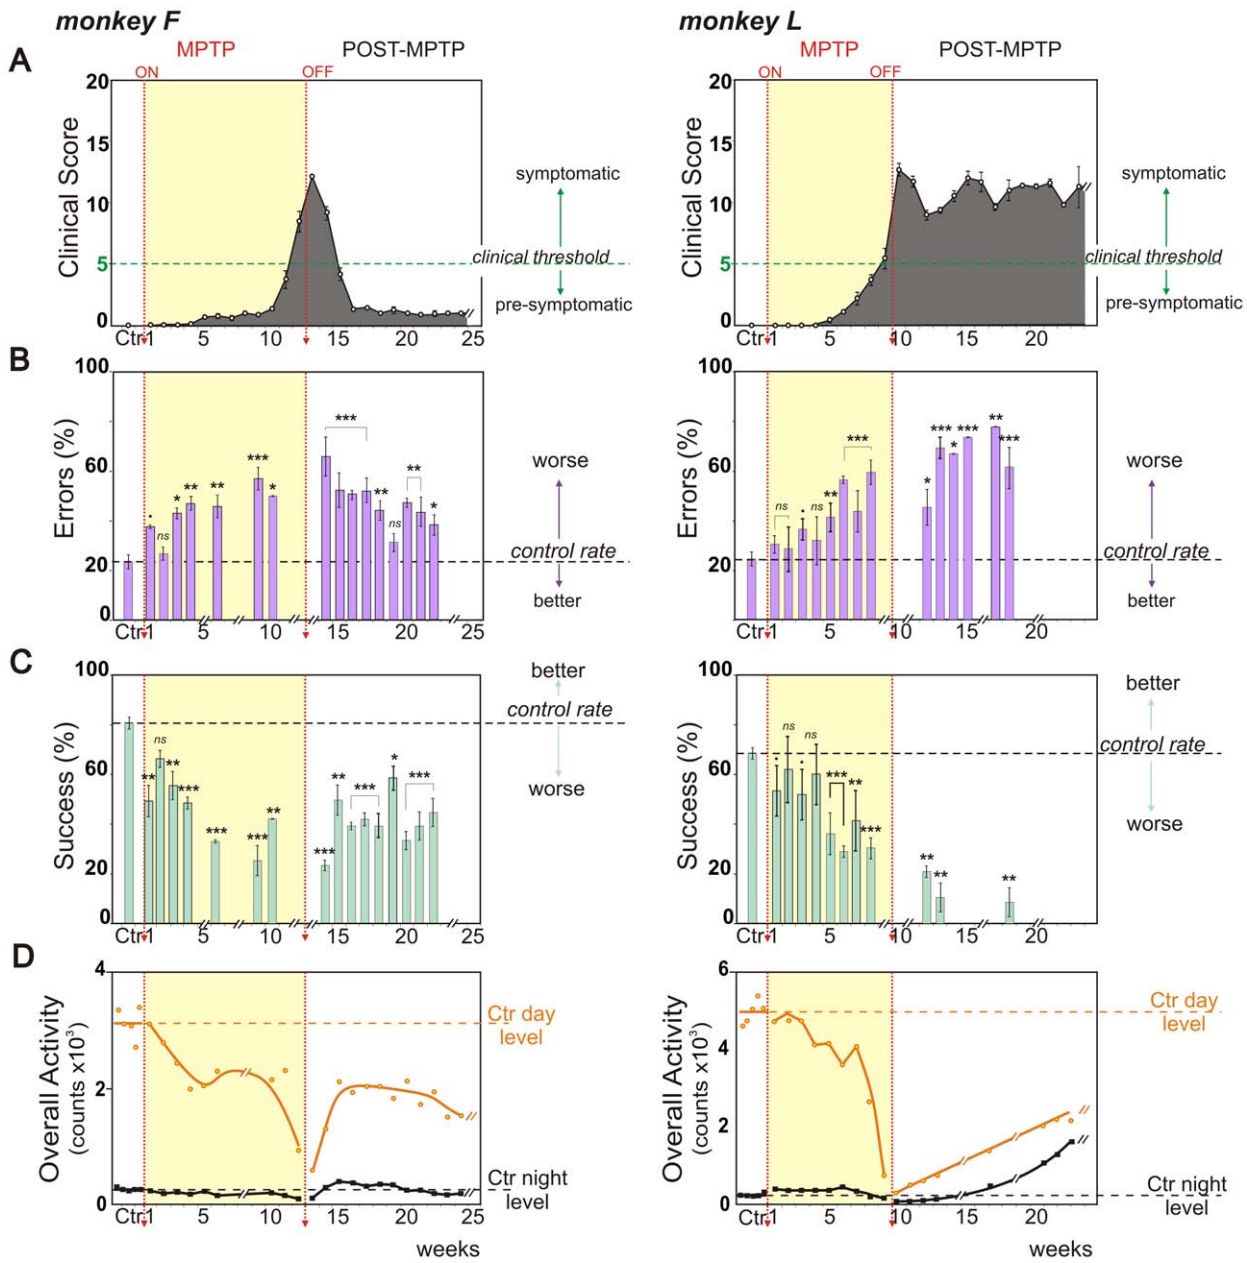 monkey F
monkey L
MPTP POST-MPTP
MPTP POST-MPTP
A
ON OFF
ON OFF
Clinical Score
20
15
10
5
0
Ctr 1 5 10 15 20 25
symptomatic
clinical threshold
pre-symptomatic
Clinical Score
20
15
10
5
0
Ctr 1 5 10 15 20
symptomatic
clinical threshold
pre-symptomatic
B
Errors (%)
100
60
20
0
. ns * ** ** *** * *** ** ns ** *
Ctr 1 5 10 15 20 25
worse
control rate
better
Errors (%)
100
60
20
0
ns . ns ** *** * *** * *** ** ***
Ctr 1 5 10 15 20
worse
control rate
better
C
Success (%)
100
60
20
0
** ns ** *** *** *** ** *** ** *** * ***
Ctr 1 5 10 15 20 25
better
control rate
worse
Success (%)
100
60
20
0
. ns . ns *** ** *** ** ** **
Ctr 1 5 10 15 20
better
control rate
worse
D
Overall Activity
(counts x10³)
4
2
0
Ctr 1 5 10 15 20 25
Ctr day
level
Ctr night
level
weeks
Overall Activity
(counts x10³)
6
4
2
0
Ctr 1 5 10 15 20
Ctr day
level
Ctr night
level
weeks